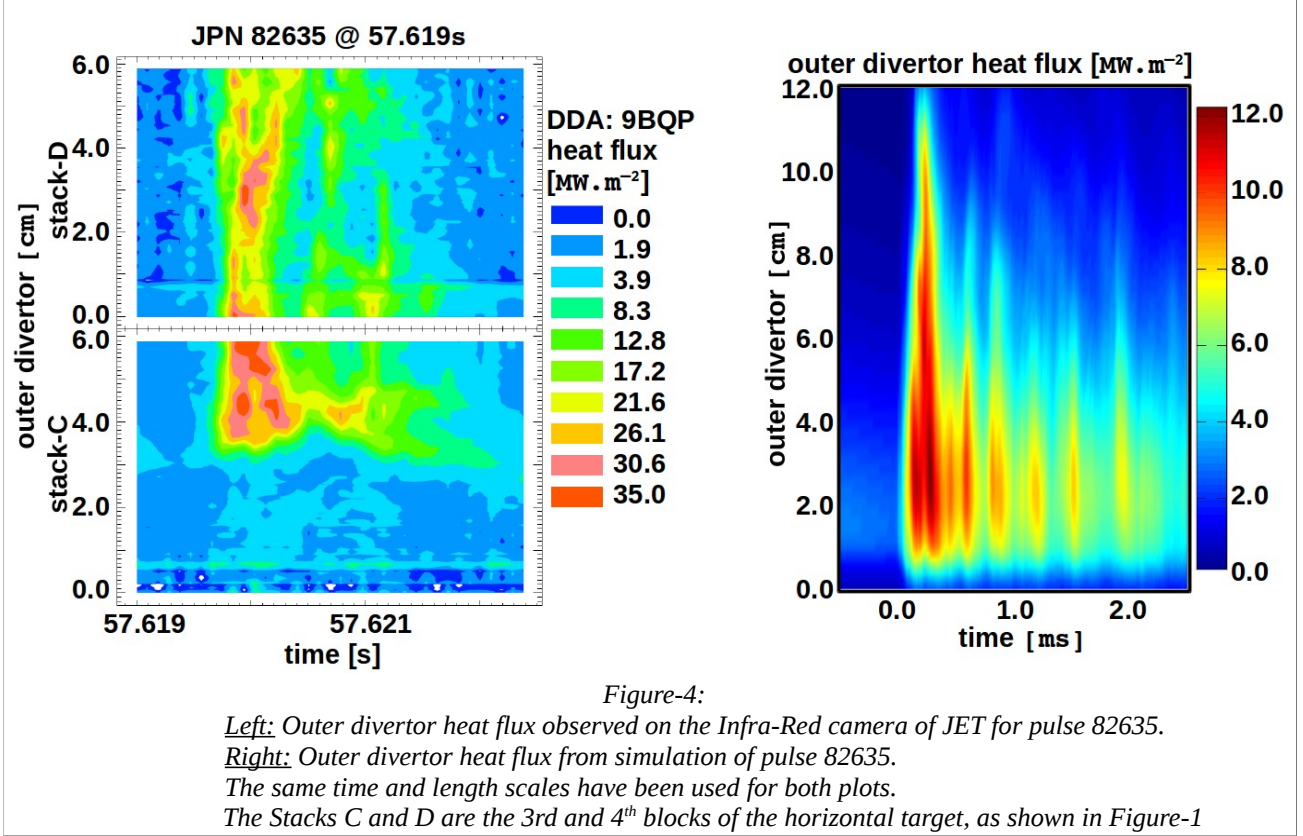 JPN 82635 @ 57.619s
6.0
4.0
2.0
0.0
6.0
4.0
2.0
0.0
outer divertor [cm]
stack-D
stack-C
57.619
57.621
time [s]
DDA: 9BQP
heat flux
[MW.m⁻²]
0.0
1.9
3.9
8.3
12.8
17.2
21.6
26.1
30.6
35.0
outer divertor heat flux [MW.m⁻²]
12.0
10.0
8.0
6.0
4.0
2.0
0.0
outer divertor [cm]
0.0
1.0
2.0
time [ms]
12.0
10.0
8.0
6.0
4.0
2.0
0.0
Figure-4:
Left: Outer divertor heat flux observed on the Infra-Red camera of JET for pulse 82635.
Right: Outer divertor heat flux from simulation of pulse 82635.
The same time and length scales have been used for both plots.
The Stacks C and D are the 3rd and 4th blocks of the horizontal target, as shown in Figure-1